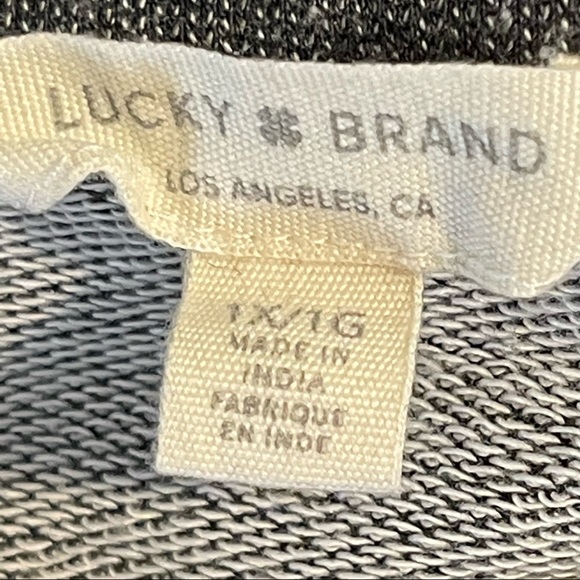 LUCKY BRAND
LOS ANGELES, CA
1X/1G
MADE IN
INDIA
FABRIQUE
EN INDE